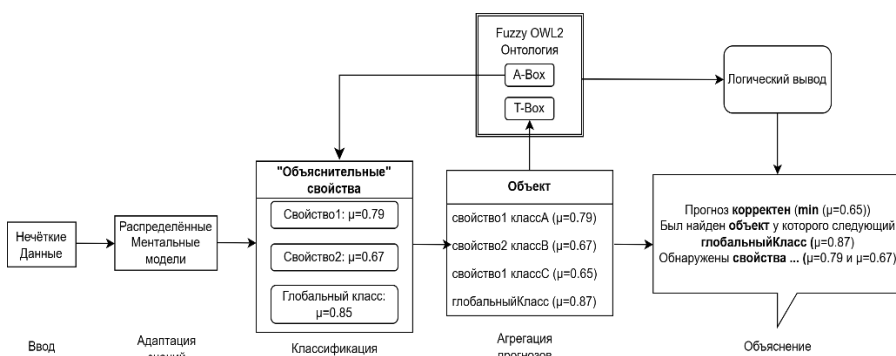 Fuzzy OWL2
Онтология
A-Box
T-Box
Логический вывод
"Объяснительные"
свойства
Свойство1: μ=0.79
Свойство2: μ=0.67
Глобальный класс:
μ=0.85
Объект
свойство1 классA (μ=0.79)
свойство2 классB (μ=0.67)
свойство1 классC (μ=0.65)
глобальныйКласс (μ=0.87)
Прогноз корректен (min (μ=0.65))
Был найден объект у которого следующий
глобальныйКласс (μ=0.87)
Обнаружены свойства ... (μ=0.79 и μ=0.67)
Нечёткие
Данные
Распределённые
Ментальные
модели
Ввод
Адаптация
знаний
Классификация
Агрегация
прогнозов
Объяснение